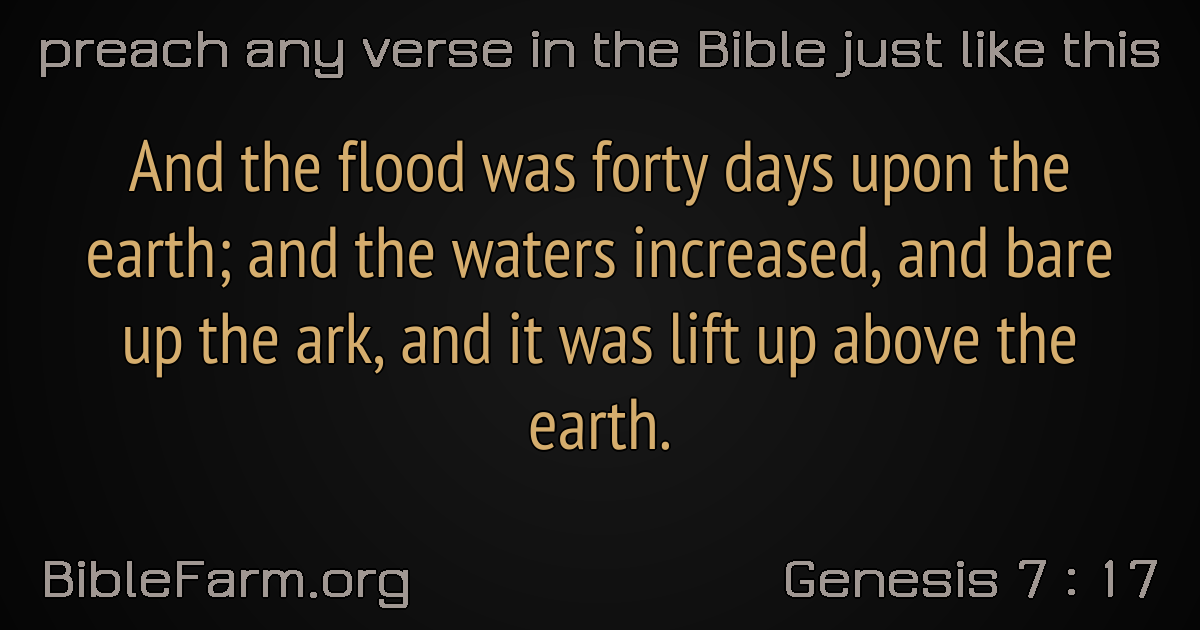 preach any verse in the Bible just like this
And the flood was forty days upon the
earth; and the waters increased, and bare
up the ark, and it was lift up above the
earth.
BibleFarm.org
Genesis 7 : 17